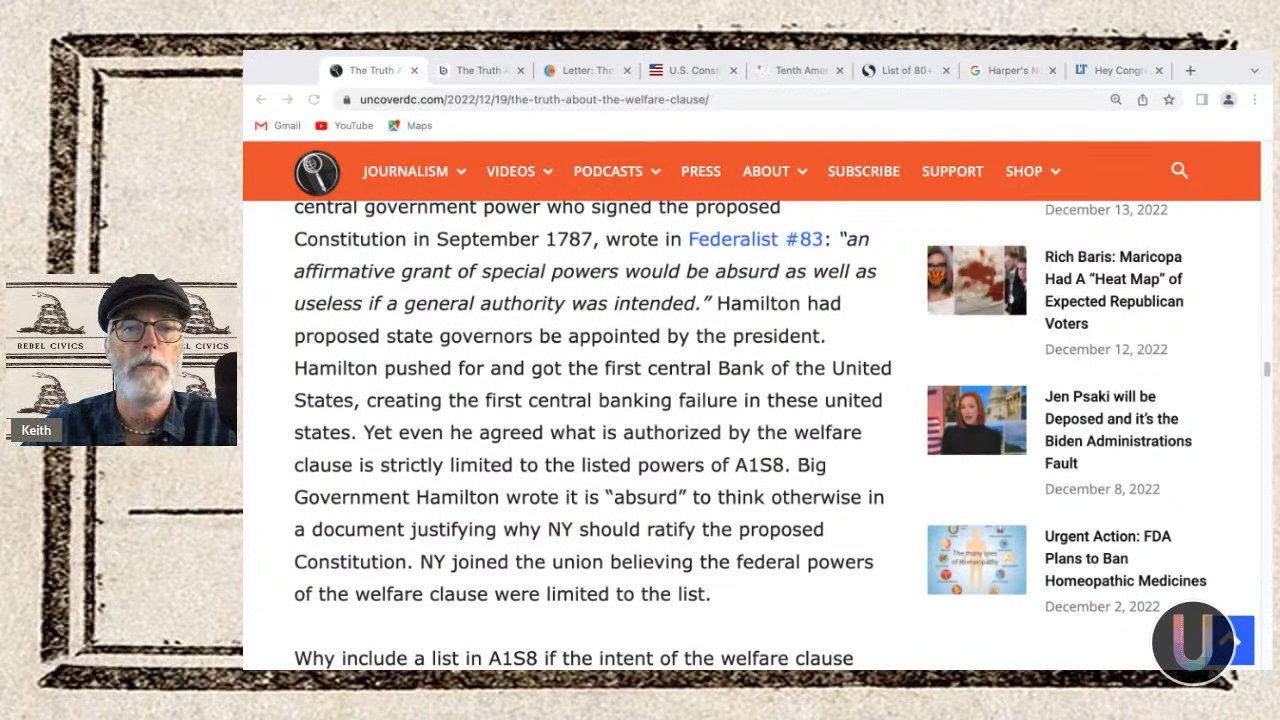 The Truth A
The Truth A
Letter: The
U.S. Const
Tenth Ame
List of 80+
Harper's N
Hey Congr
uncoverdc.com/2022/12/19/the-truth-about-the-welfare-clause/
Gmail
YouTube
Maps
JOURNALISM
VIDEOS
PODCASTS
PRESS
ABOUT
SUBSCRIBE
SUPPORT
SHOP
central government power who signed the proposed
Constitution in September 1787, wrote in Federalist #83: “an
affirmative grant of special powers would be absurd as well as
useless if a general authority was intended.” Hamilton had
proposed state governors be appointed by the president.
Hamilton pushed for and got the first central Bank of the United
States, creating the first central banking failure in these united
states. Yet even he agreed what is authorized by the welfare
clause is strictly limited to the listed powers of A1S8. Big
Government Hamilton wrote it is “absurd” to think otherwise in
a document justifying why NY should ratify the proposed
Constitution. NY joined the union believing the federal powers
of the welfare clause were limited to the list.
Why include a list in A1S8 if the intent of the welfare clause
December 13, 2022
Rich Baris: Maricopa
Had A “Heat Map” of
Expected Republican
Voters
December 12, 2022
Jen Psaki will be
Deposed and it’s the
Biden Administrations
Fault
December 8, 2022
The many uses
of Homeopathy
Urgent Action: FDA
Plans to Ban
Homeopathic Medicines
December 2, 2022
REBEL CIVICS
L CIVICS
Keith
U